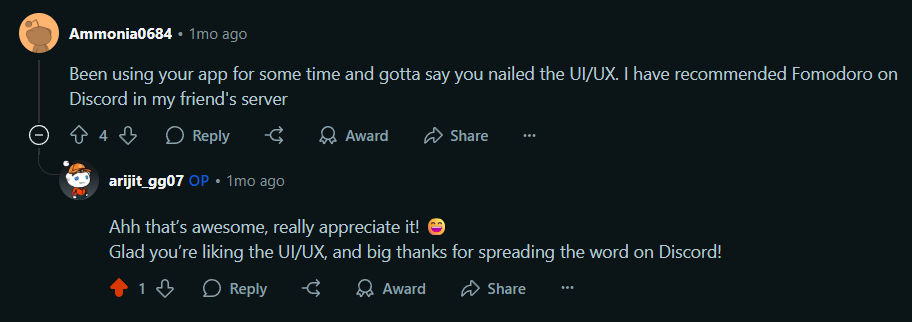 Ammonia0684 • 1mo ago
Been using your app for some time and gotta say you nailed the UI/UX. I have recommended Fomodoro on
Discord in my friend's server
4 Reply Award Share ...
arijit_gg07 OP • 1mo ago
Ahh that’s awesome, really appreciate it! 😄
Glad you’re liking the UI/UX, and big thanks for spreading the word on Discord!
1 Reply Award Share ...